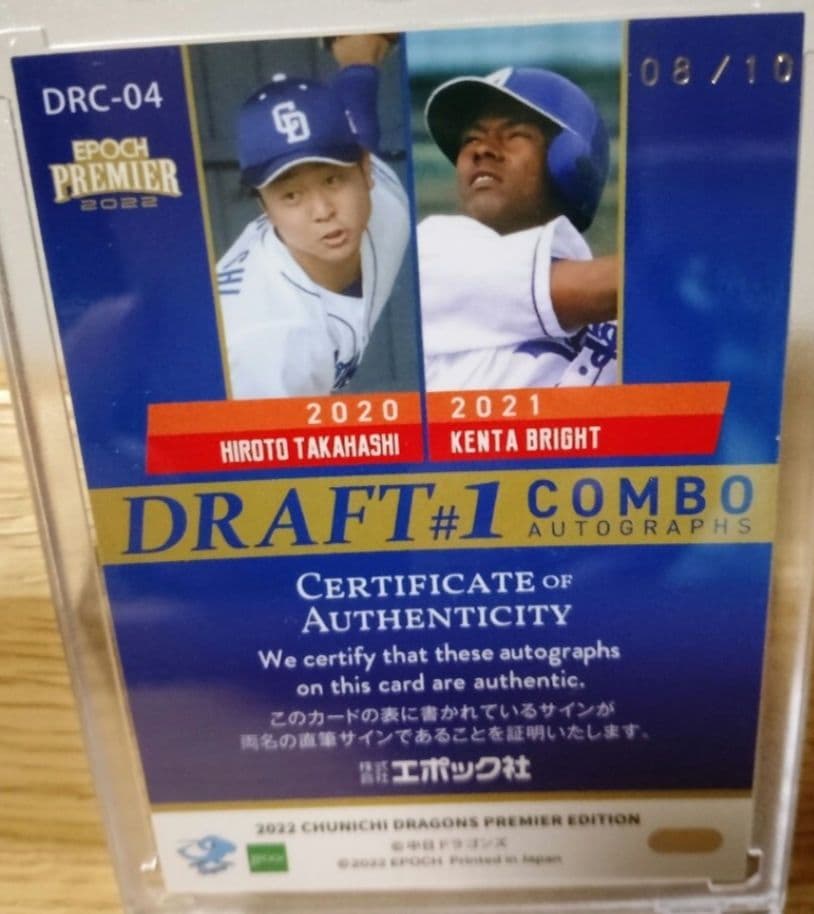 DRC-04
08/10
EPOCH
PREMIER
2022
CD
SHI
2020
HIROTO TAKAHASHI
2021
KENTA BRIGHT
DRAFT#1 COMBO
AUTOGRAPHS
CERTIFICATE OF
AUTHENTICITY
We certify that these autographs
on this card are authentic.
このカードの表に書かれているサインが
両名の直筆サインであることを証明いたします。
株式会社エポック社
2022 CHUNICHI DRAGONS PREMIER EDITION
©中日ドラゴンズ
©2022 EPOCH Printed in Japan
EPOCH